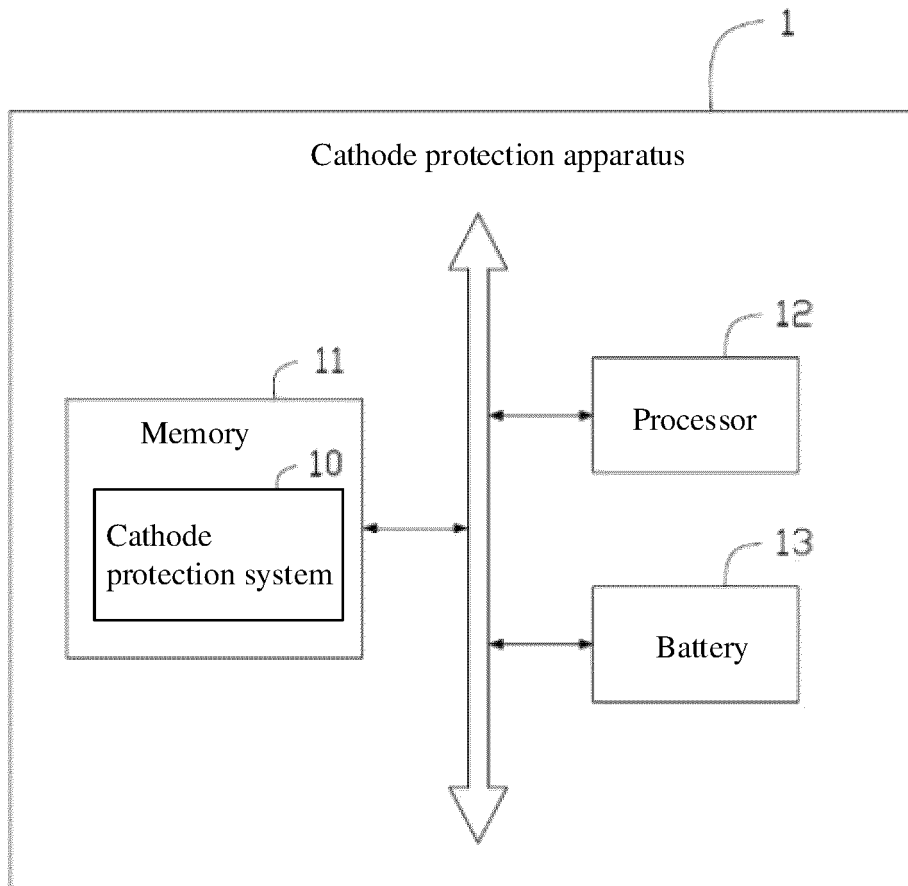 1
Cathode protection apparatus
12
11
Processor
Memory
10
Cathode
protection system
13
Battery